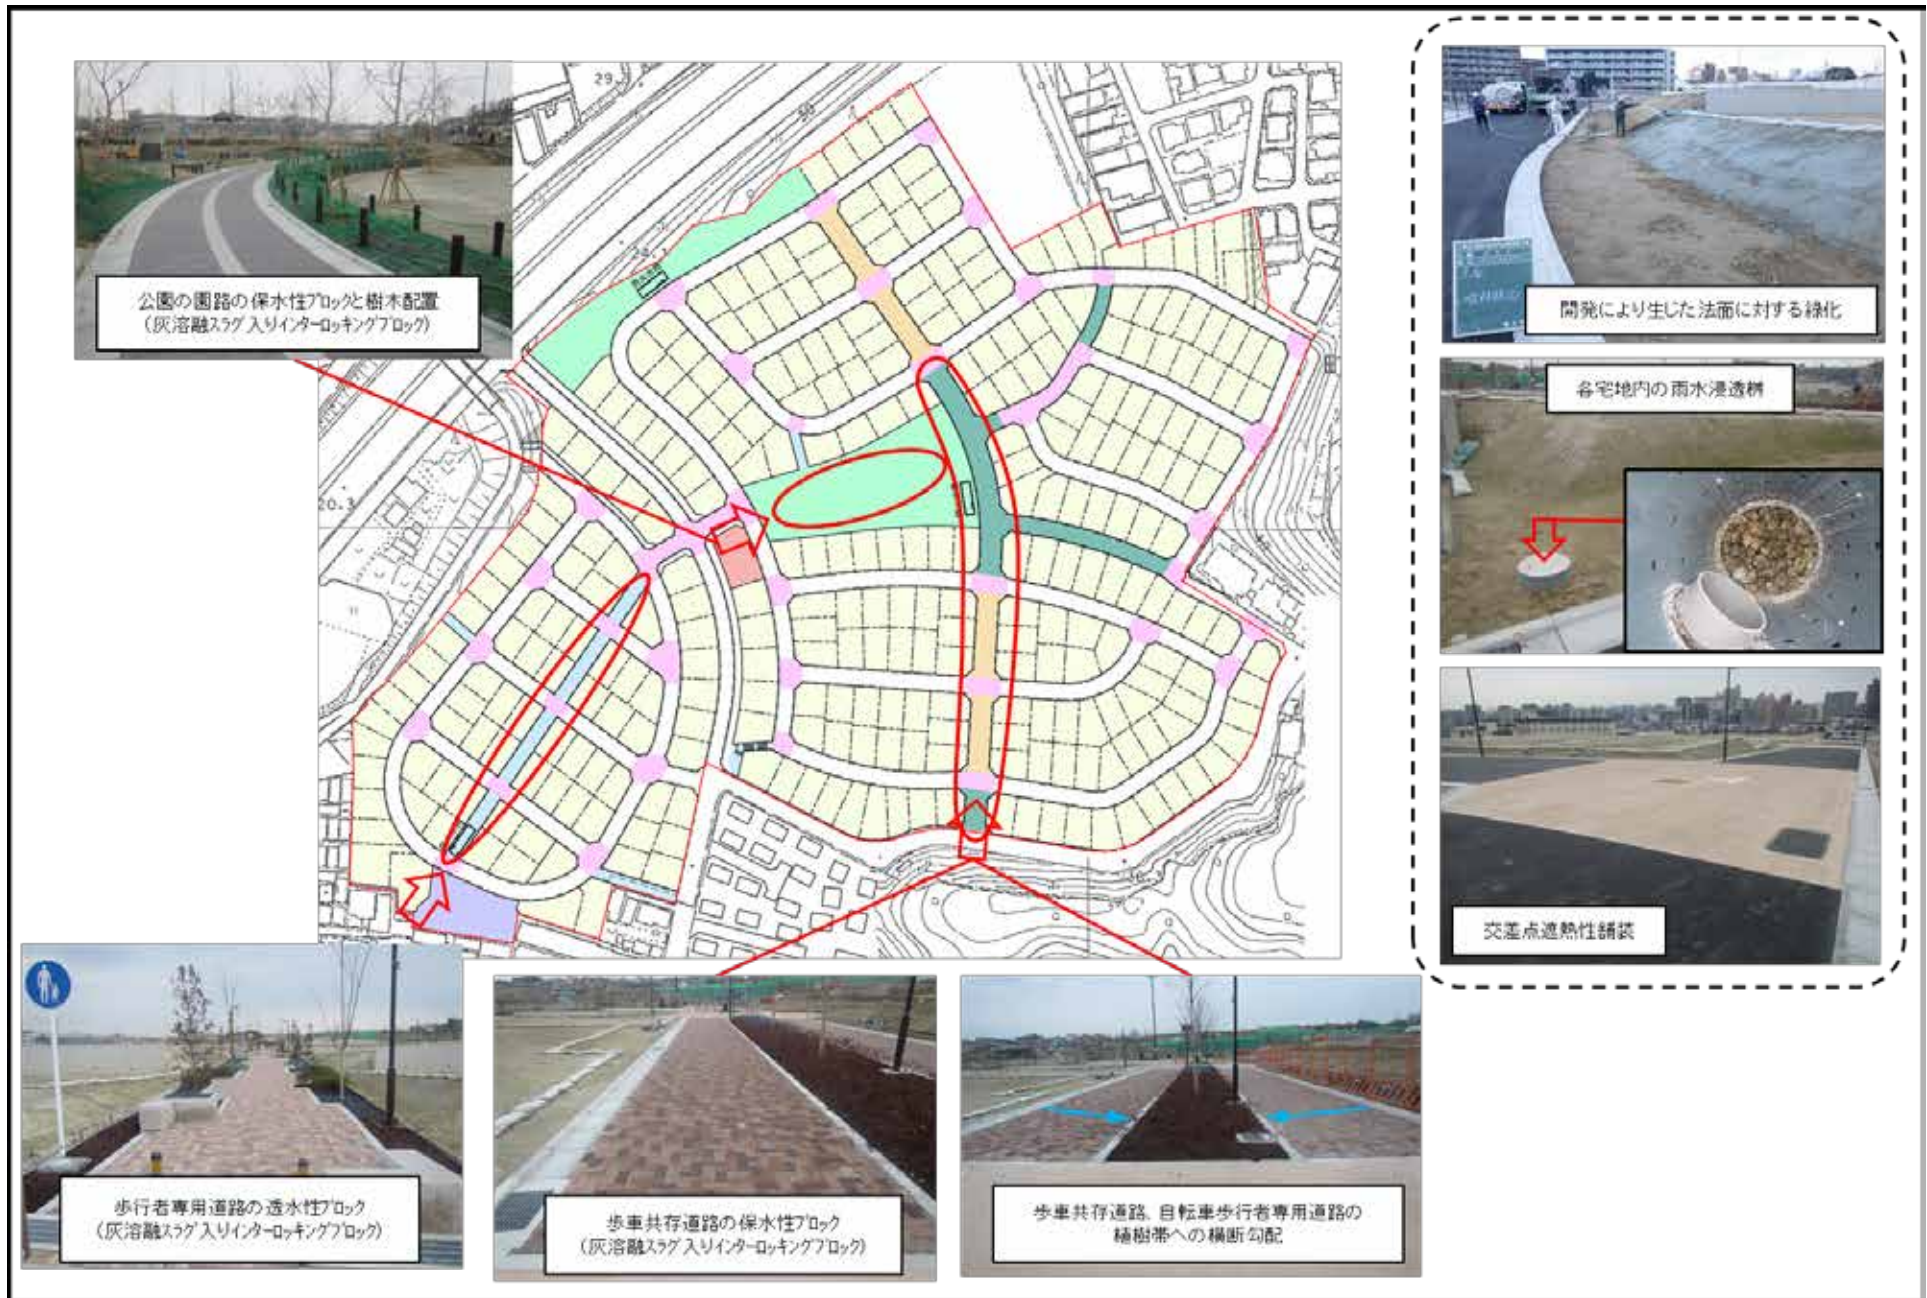 公園の園路の保水性ブロックと樹木配置
(灰溶融スラグ入りインターロッキングブロック)
開発により生じた法面に対する緑化
各宅地内の雨水浸透桝
交差点遮熱性舗装
29.
20.3
歩行者専用道路の透水性ブロック
(灰溶融スラグ入りインターロッキングブロック)
歩車共存道路の保水性ブロック
(灰溶融スラグ入りインターロッキングブロック)
歩車共存道路、自転車歩行者専用道路の
植樹帯への横断勾配